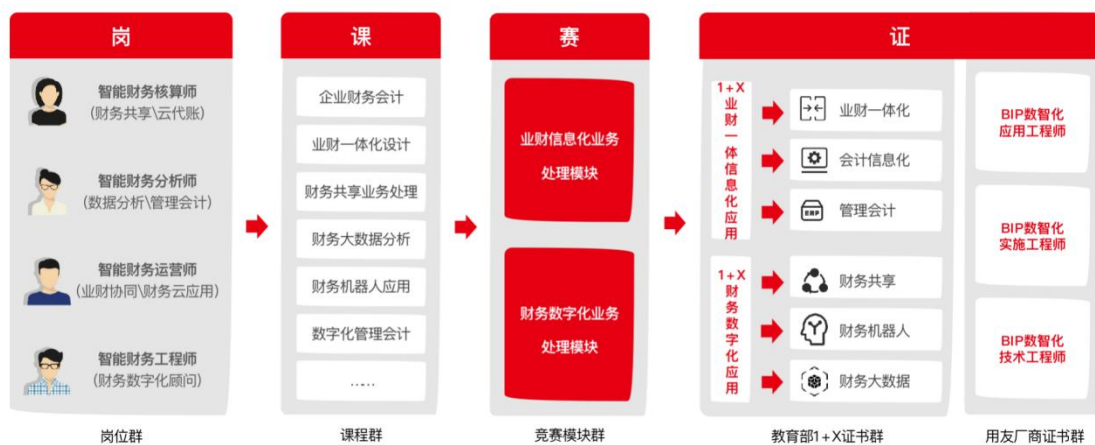 岗
智能财务核算师
(财务共享\云代账)
智能财务分析师
(数据分析\管理会计)
智能财务运营师
(业财协同\财务云应用)
智能财务工程师
(财务数字化顾问)
岗位群
课
企业财务会计
业财一体化设计
财务共享业务处理
财务大数据分析
财务机器人应用
数字化管理会计
......
课程群
赛
业财信息化业务
处理模块
财务数字化业务
处理模块
竞赛模块群
证
1+X业财一体信息化应用
业财一体化
会计信息化
ERP
管理会计
1+X财务数字化应用
财务共享
财务机器人
财务大数据
教育部1+X证书群
BIP数智化
应用工程师
BIP数智化
实施工程师
BIP数智化
技术工程师
用友厂商证书群